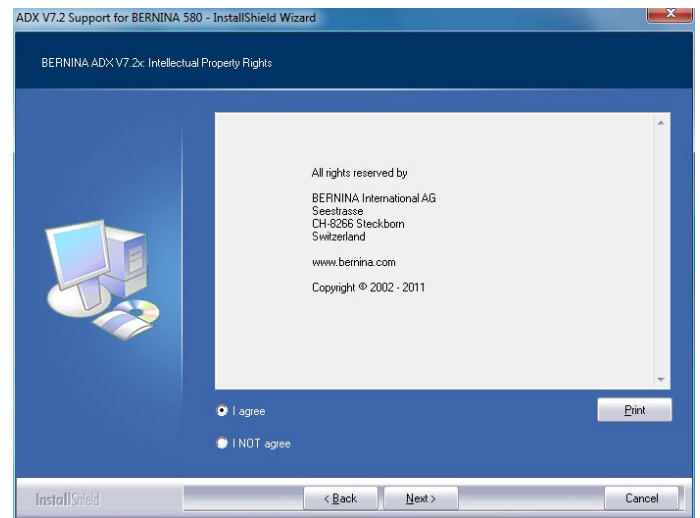 ADX V7.2 Support for BERNINA 580 - InstallShield Wizard
BERNINA ADX V7.2x: Intellectual Property Rights
All rights reserved by
BERNINA International AG
Seestrasse
CH-8266 Steckborn
Switzerland
www.bernina.com
Copyright © 2002 - 2011
I agree
Print
I NOT agree
InstallShield
< Back
Next >
Cancel